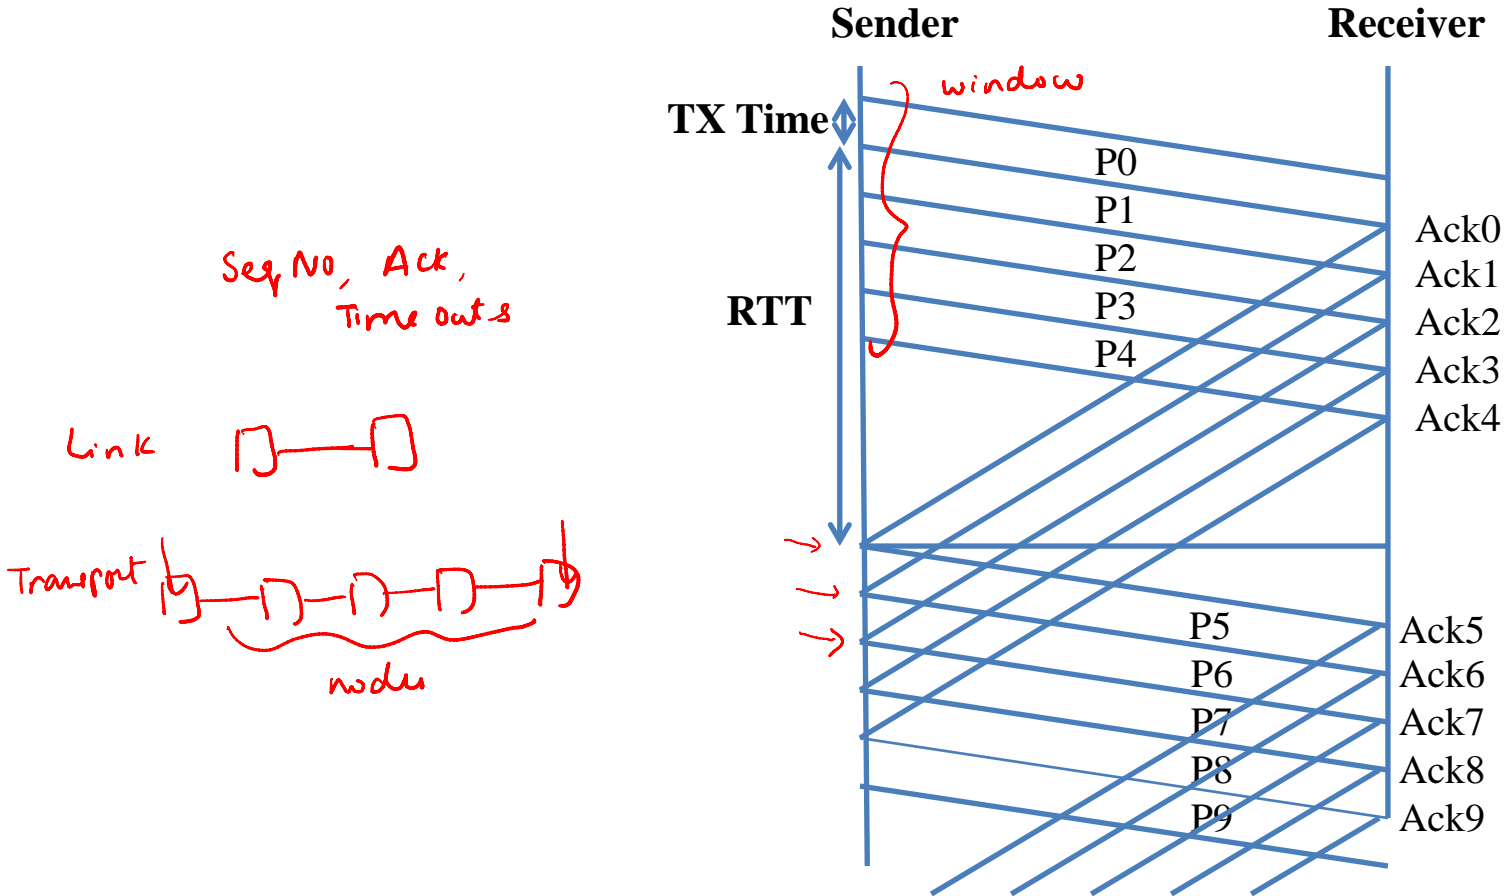 Sender
Receiver
window
TX Time
P0
P1
Ack0
Seq No, Ack,
Time outs
P2
Ack1
RTT
P3
Ack2
P4
Ack3
Ack4
Link
Transport
nodes
P5
Ack5
P6
Ack6
P7
Ack7
P8
Ack8
P9
Ack9